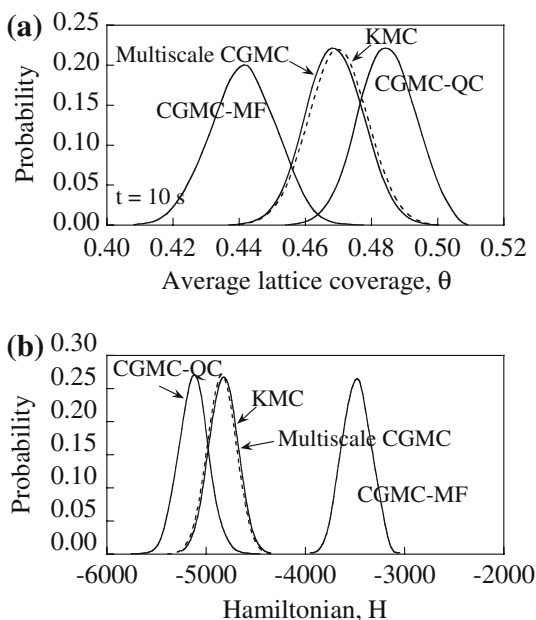 (a)
0.25
0.20
0.15
0.10
0.05
0.00
Probability
Multiscale CGMC
KMC
CGMC-MF
CGMC-QC
t = 10 s
0.40 0.42 0.44 0.46 0.48 0.50 0.52
Average lattice coverage, θ
(b)
0.30
0.25
0.20
0.15
0.10
0.05
0.00
Probability
CGMC-QC
KMC
Multiscale CGMC
CGMC-MF
-6000 -5000 -4000 -3000 -2000
Hamiltonian, H